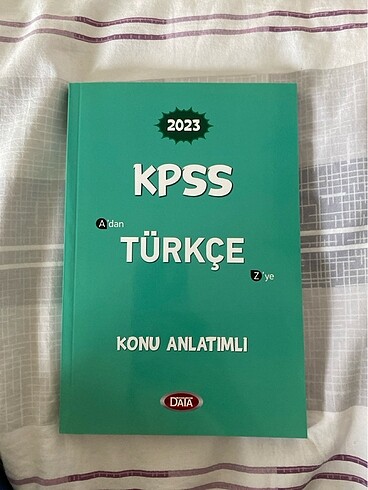 2023
KPSS
A'dan
TÜRKÇE
Z'ye
KONU ANLATIMLI
DATA